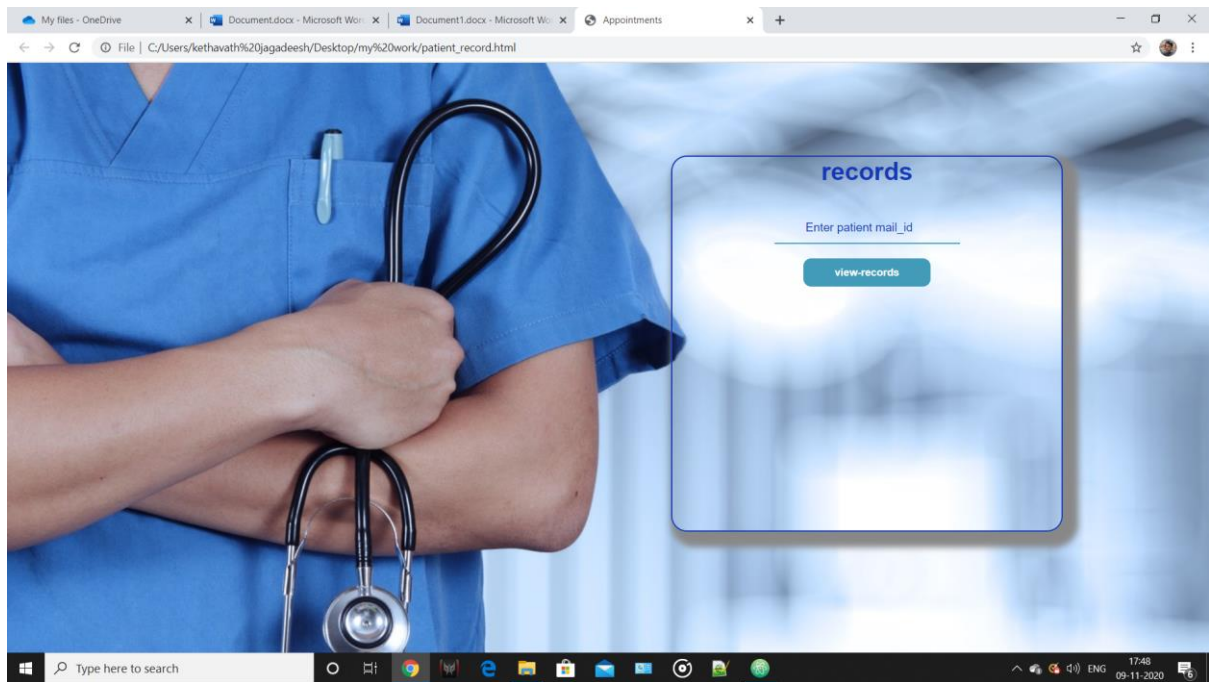 My files - OneDrive
Document.docx - Microsoft Wor
Document1.docx - Microsoft Wo
Appointments
File | C:/Users/kethavath%20jagadeesh/Desktop/my%20work/patient_record.html
records
Enter patient mail_id
view-records
Type here to search
ENG
17:48
09-11-2020
6